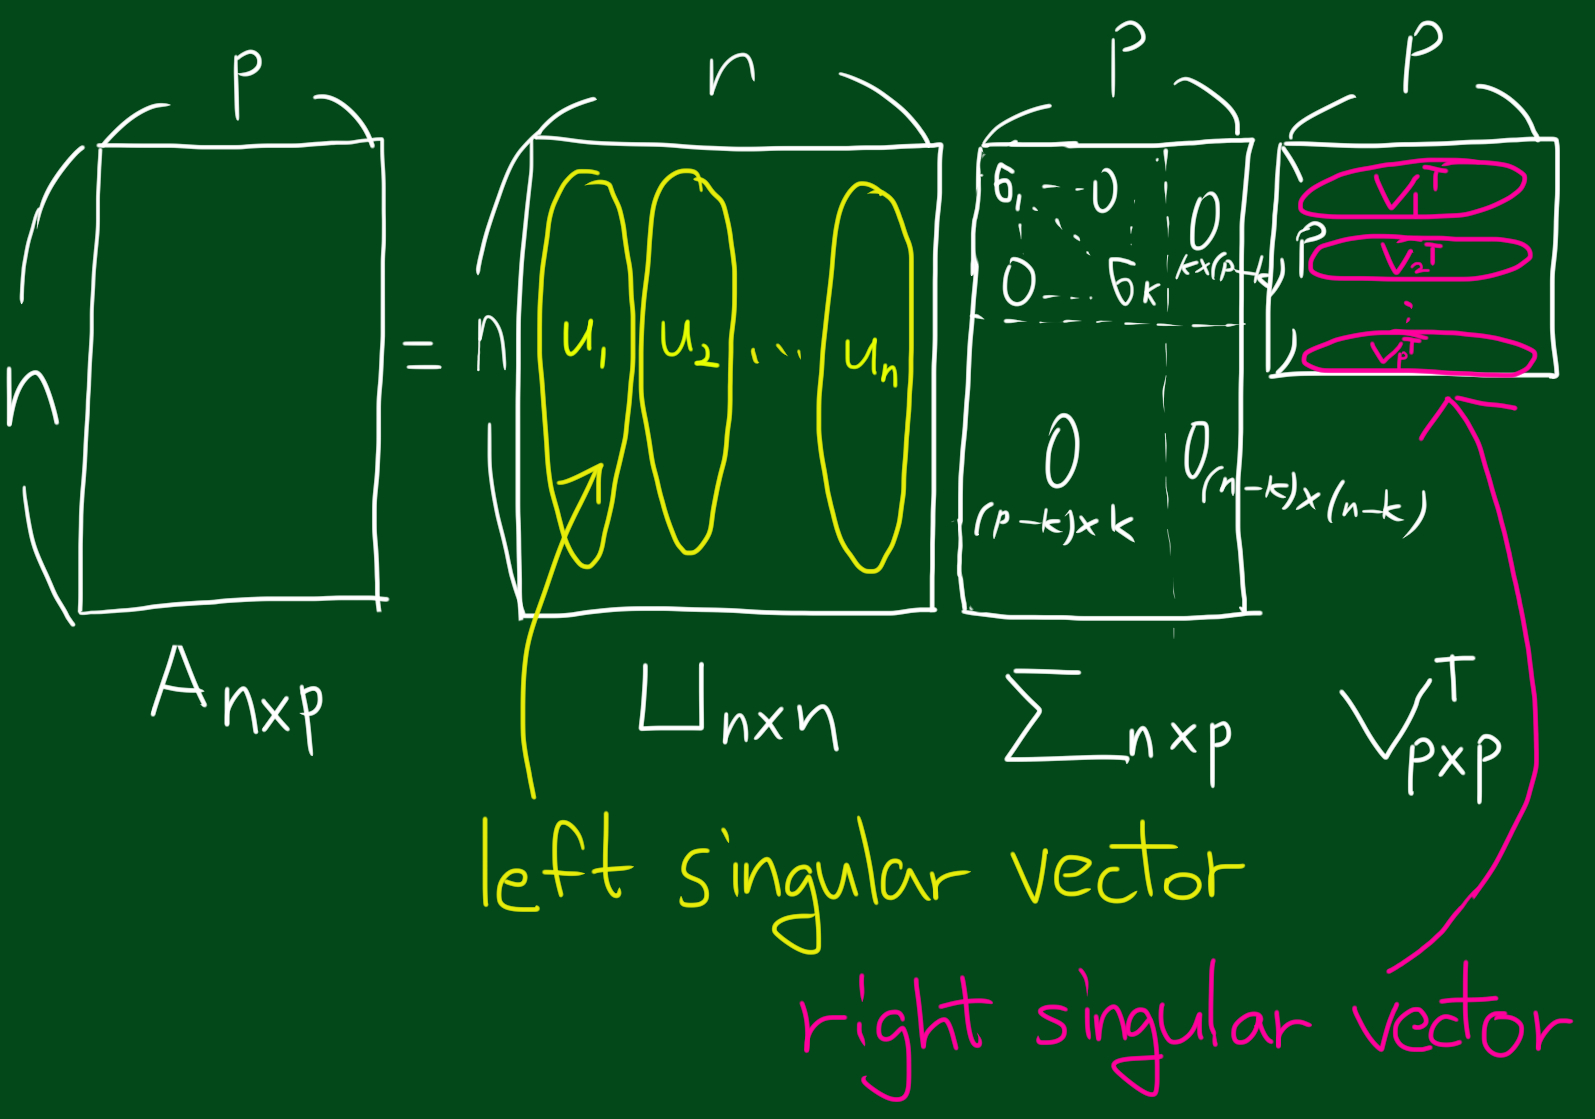 p n p p
n = n p
u₁ u₂ ... uₙ
σ₁ -- 0
0 -- σₖ
0 k×(p-k)
0 (p-k)×k
0 (n-k)×(n-k)
V₁ᵀ
V₂ᵀ
⋮
Vₚᵀ
A n×p U n×n Σ n×p Vᵀ p×p
left singular vector
right singular vector